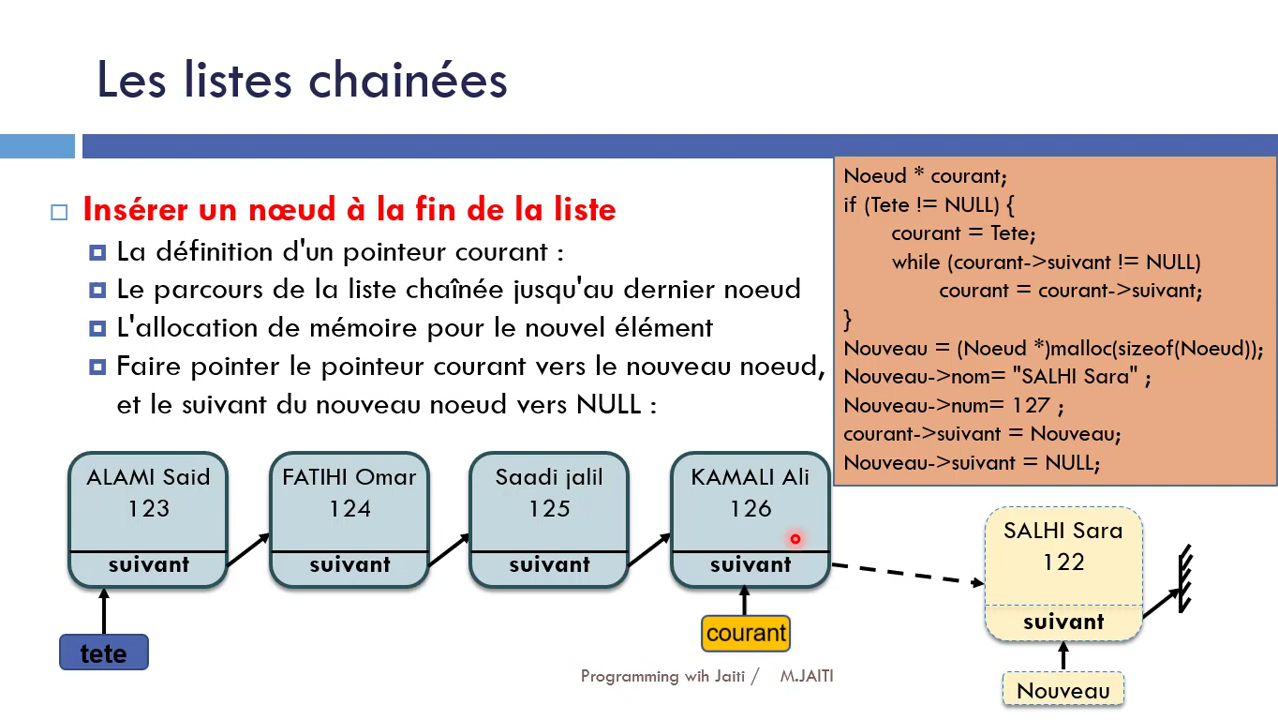 Les listes chainées
Insérer un nœud à la fin de la liste
La définition d'un pointeur courant :
Le parcours de la liste chaînée jusqu'au dernier noeud
L'allocation de mémoire pour le nouvel élément
Faire pointer le pointeur courant vers le nouveau noeud,
et le suivant du nouveau noeud vers NULL :
Noeud * courant;
if (Tete != NULL) {
courant = Tete;
while (courant->suivant != NULL)
courant = courant->suivant;
}
Nouveau = (Noeud *)malloc(sizeof(Noeud));
Nouveau->nom= "SALHI Sara" ;
Nouveau->num= 127 ;
courant->suivant = Nouveau;
Nouveau->suivant = NULL;
ALAMI Said
123
suivant
FATIHI Omar
124
suivant
Saadi jalil
125
suivant
KAMALI Ali
126
suivant
SALHI Sara
122
suivant
tete
courant
Nouveau
Programming wih Jaiti / M.JAITI